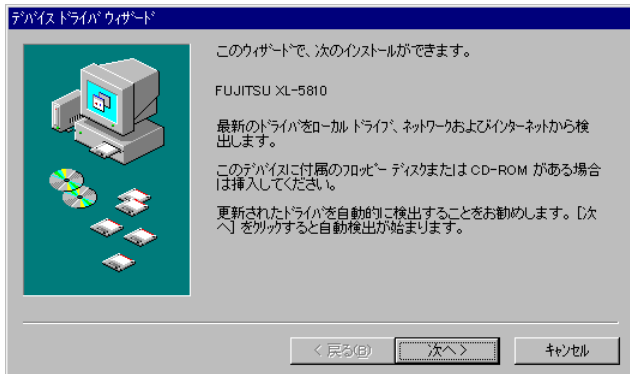 ﾃﾞﾊﾞｲｽ ﾄﾞﾗｲﾊﾞ ｳｨｻﾞｰﾄﾞ
このｳｨｻﾞｰﾄﾞで、次のｲﾝｽﾄｰﾙができます。
FUJITSU XL-5810
最新のﾄﾞﾗｲﾊﾞをﾛｰｶﾙ ﾄﾞﾗｲﾌﾞ、ﾈｯﾄﾜｰｸおよびｲﾝﾀｰﾈｯﾄから検
出します。
このﾃﾞﾊﾞｲｽに付属のﾌﾛｯﾋﾟｰ ﾃﾞｨｽｸまたは CD-ROM がある場合
は挿入してください。
更新されたﾄﾞﾗｲﾊﾞを自動的に検出することをお勧めします。[次
へ] をｸﾘｯｸすると自動検出が始まります。
< 戻る(B)
次へ >
ｷｬﾝｾﾙ